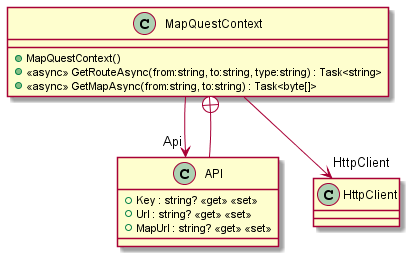 C MapQuestContext
MapQuestContext()
«async» GetRouteAsync(from:string, to:string, type:string) : Task<string>
«async» GetMapAsync(from:string, to:string) : Task<byte[]>
Api
HttpClient
C API
Key : string? «get» «set»
Url : string? «get» «set»
MapUrl : string? «get» «set»
C HttpClient